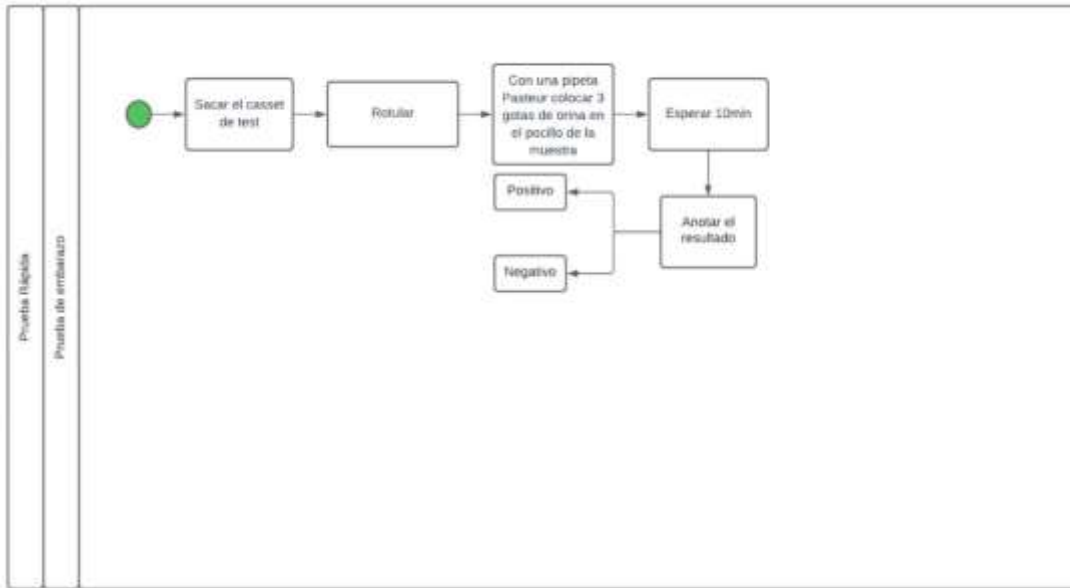 Prueba Rápida
Prueba de embarazo
Sacar el casset
de test
Rotular
Con una pipeta
Pasteur colocar 3
gotas de orina en
el pocillo de la
muestra
Esperar 10min
Anotar el
resultado
Positivo
Negativo